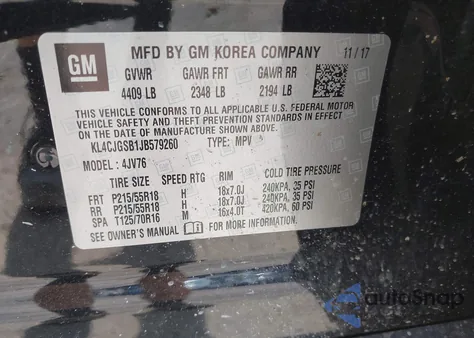 GM
MFD BY GM KOREA COMPANY 11/17
GVWR GAWR FRT GAWR RR
4409 LB 2348 LB 2194 LB
THIS VEHICLE CONFORMS TO ALL APPLICABLE U.S. FEDERAL MOTOR
VEHICLE SAFETY, BUMPER, AND THEFT PREVENTION STANDARDS IN EFFECT ON THE
DATE OF MANUFACTURE SHOWN ABOVE.
KL4CJGSB1JB579260 TYPE: MPV
MODEL: 4JV76
TIRE SIZE SPEED RTG RIM COLD TIRE PRESSURE
FRT P215/55R18 H 18x7.0J 240KPA, 35 PSI
RR P215/55R18 H 18x7.0J 240KPA, 35 PSI
SPA T125/70R16 M 16x4.0T 420KPA, 60 PSI
SEE OWNER'S MANUAL FOR MORE INFORMATION.
autoSnap